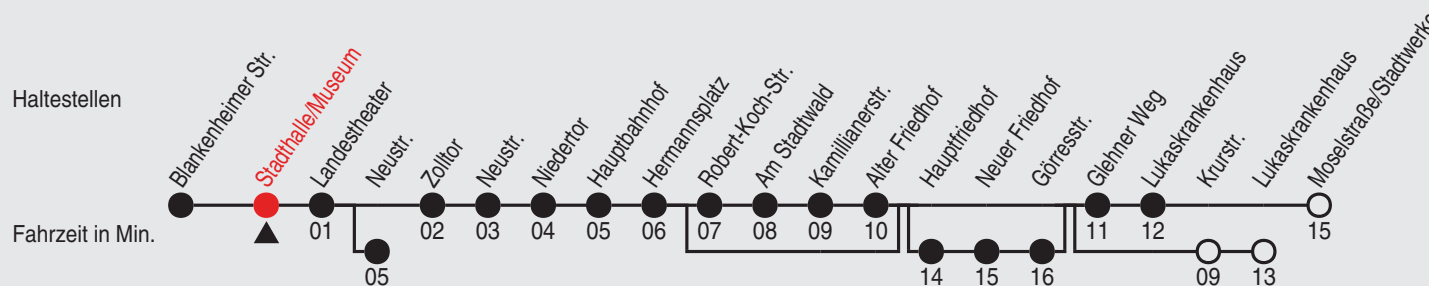 Haltestellen
Blankenheimer Str.
Stadthalle/Museum
Landestheater
Neustr.
Zolltor
Neustr.
Niedertor
Hauptbahnhof
Hermannsplatz
Robert-Koch-Str.
Am Stadtwald
Kamillianerstr.
Alter Friedhof
Hauptfriedhof
Neuer Friedhof
Görresstr.
Glehner Weg
Lukaskrankenhaus
Krurstr.
Lukaskrankenhaus
Moselstraße/Stadtwerke
Fahrzeit in Min.
01 02 03 04 05 06 07 08 09 10 11 12 15
05 14 15 16 09 13